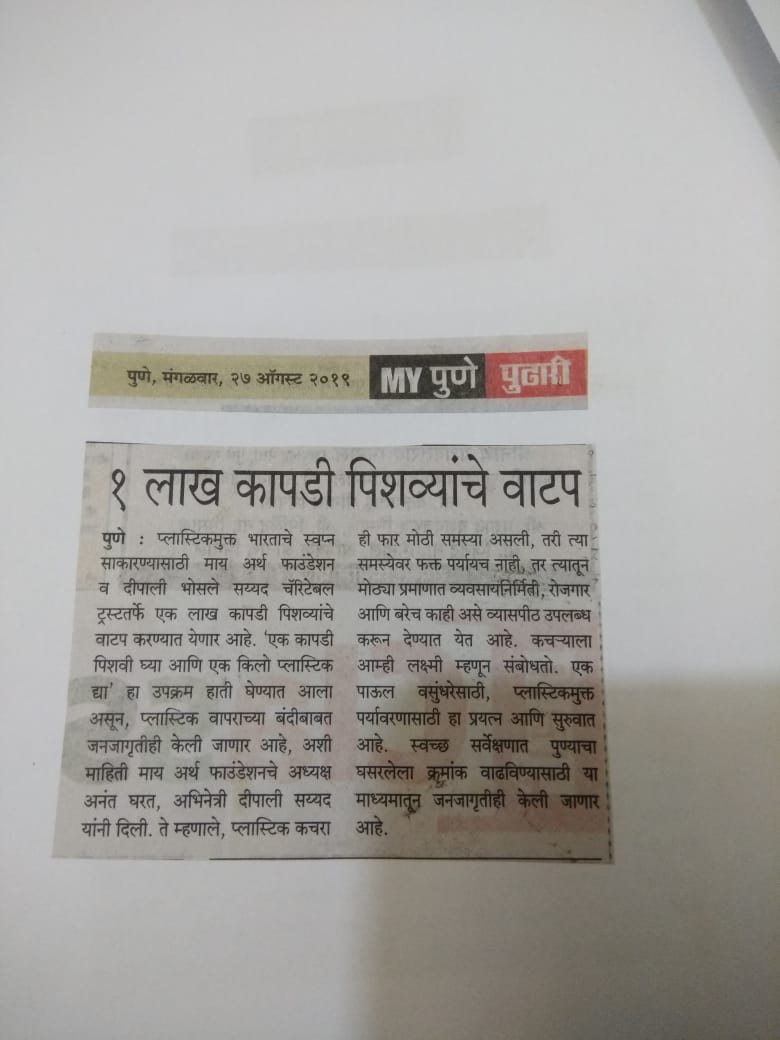 पुणे, मंगळवार, २७ ऑगस्ट २०१९
MY पुणे पुढारी
१ लाख कापडी पिशव्यांचे वाटप
पुणे : प्लास्टिकमुक्त भारताचे स्वप्न
साकारण्यासाठी माय अर्थ फाउंडेशन
व दीपाली भोसले सय्यद चॅरिटेबल
ट्रस्टतर्फे एक लाख कापडी पिशव्यांचे
वाटप करण्यात येणार आहे. 'एक कापडी
पिशवी घ्या आणि एक किलो प्लास्टिक
द्या' हा उपक्रम हाती घेण्यात आला
असून, प्लास्टिक वापराच्या बंदीबाबत
जनजागृतीही केली जाणार आहे, अशी
माहिती माय अर्थ फाउंडेशनचे अध्यक्ष
अनंत घरत, अभिनेत्री दीपाली सय्यद
यांनी दिली. ते म्हणाले, प्लास्टिक कचरा
ही फार मोठी समस्या असली, तरी त्या
समस्येवर फक्त पर्यायच नाही, तर त्यातून
मोठ्या प्रमाणात व्यवसायनिर्मिती, रोजगार
आणि बरेच काही असे व्यासपीठ उपलब्ध
करून देण्यात येत आहे. कचऱ्याला
आम्ही लक्ष्मी म्हणून संबोधतो. एक
पाऊल वसुंधरेसाठी, प्लास्टिकमुक्त
पर्यावरणासाठी हा प्रयत्न आणि सुरुवात
आहे. स्वच्छ सर्वेक्षणात पुण्याचा
घसरलेला क्रमांक वाढविण्यासाठी या
माध्यमातून जनजागृतीही केली जाणार
आहे.